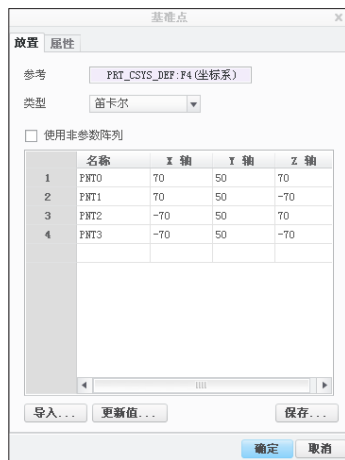 基准点
放置 属性
参考 PRT_CSYS_DEF:F4(坐标系)
类型 笛卡尔
使用非参数阵列
名称 X 轴 Y 轴 Z 轴
1 PNT0 70 50 70
2 PNT1 70 50 -70
3 PNT2 -70 50 70
4 PNT3 -70 50 -70
导入... 更新值... 保存...
确定 取消